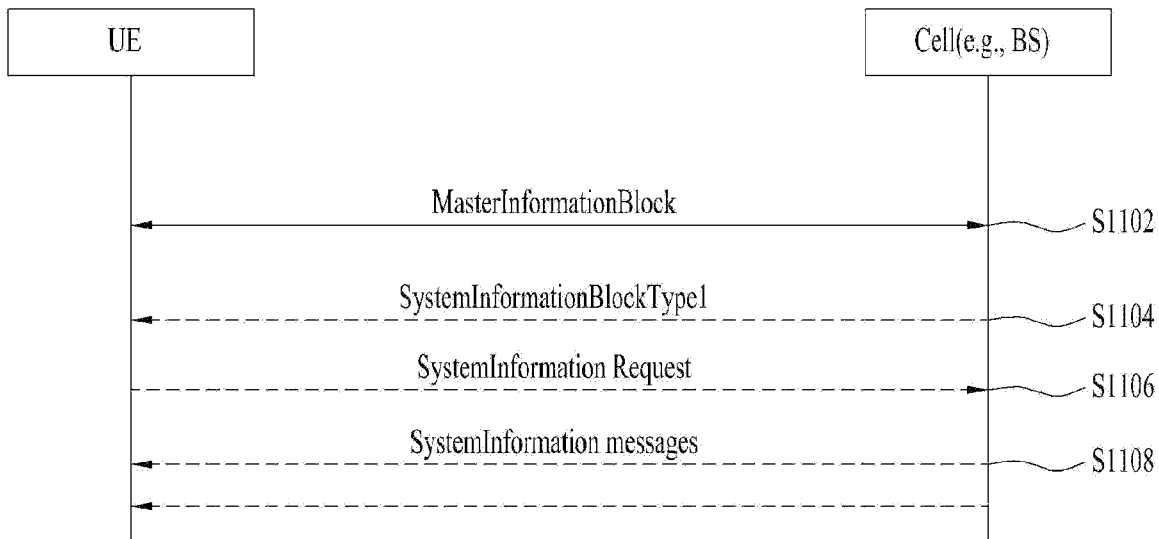 UE
Cell(e.g., BS)
MasterInformationBlock
S1102
SystemInformationBlockType1
S1104
SystemInformation Request
S1106
SystemInformation messages
S1108